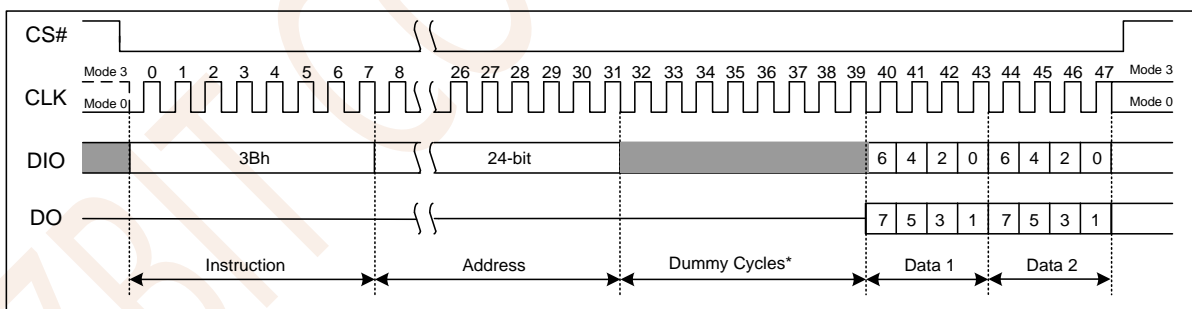 CS#
Mode 3 0 1 2 3 4 5 6 7 8 26 27 28 29 30 31 32 33 34 35 36 37 38 39 40 41 42 43 44 45 46 47 Mode 3
CLK
Mode 0 Mode 0
DIO 3Bh 24-bit 6 4 2 0 6 4 2 0
DO 7 5 3 1 7 5 3 1
Instruction Address Dummy Cycles* Data 1 Data 2
ZBIT CO